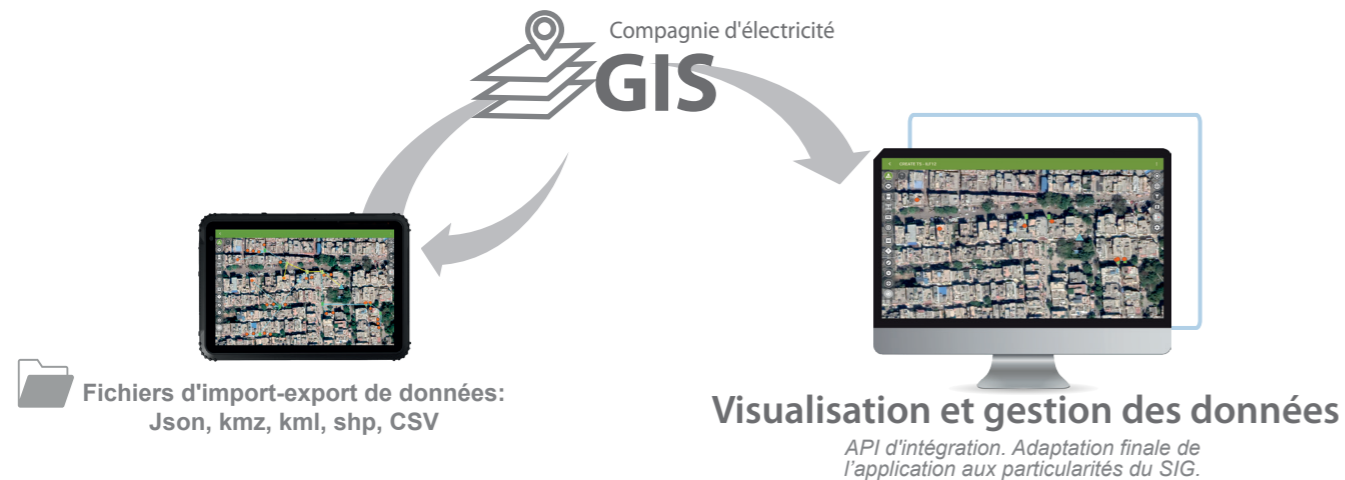 Compagnie d'électricité
GIS
Fichiers d'import-export de données:
Json, kmz, kml, shp, CSV
Visualisation et gestion des données
API d'intégration. Adaptation finale de
l’application aux particularités du SIG.